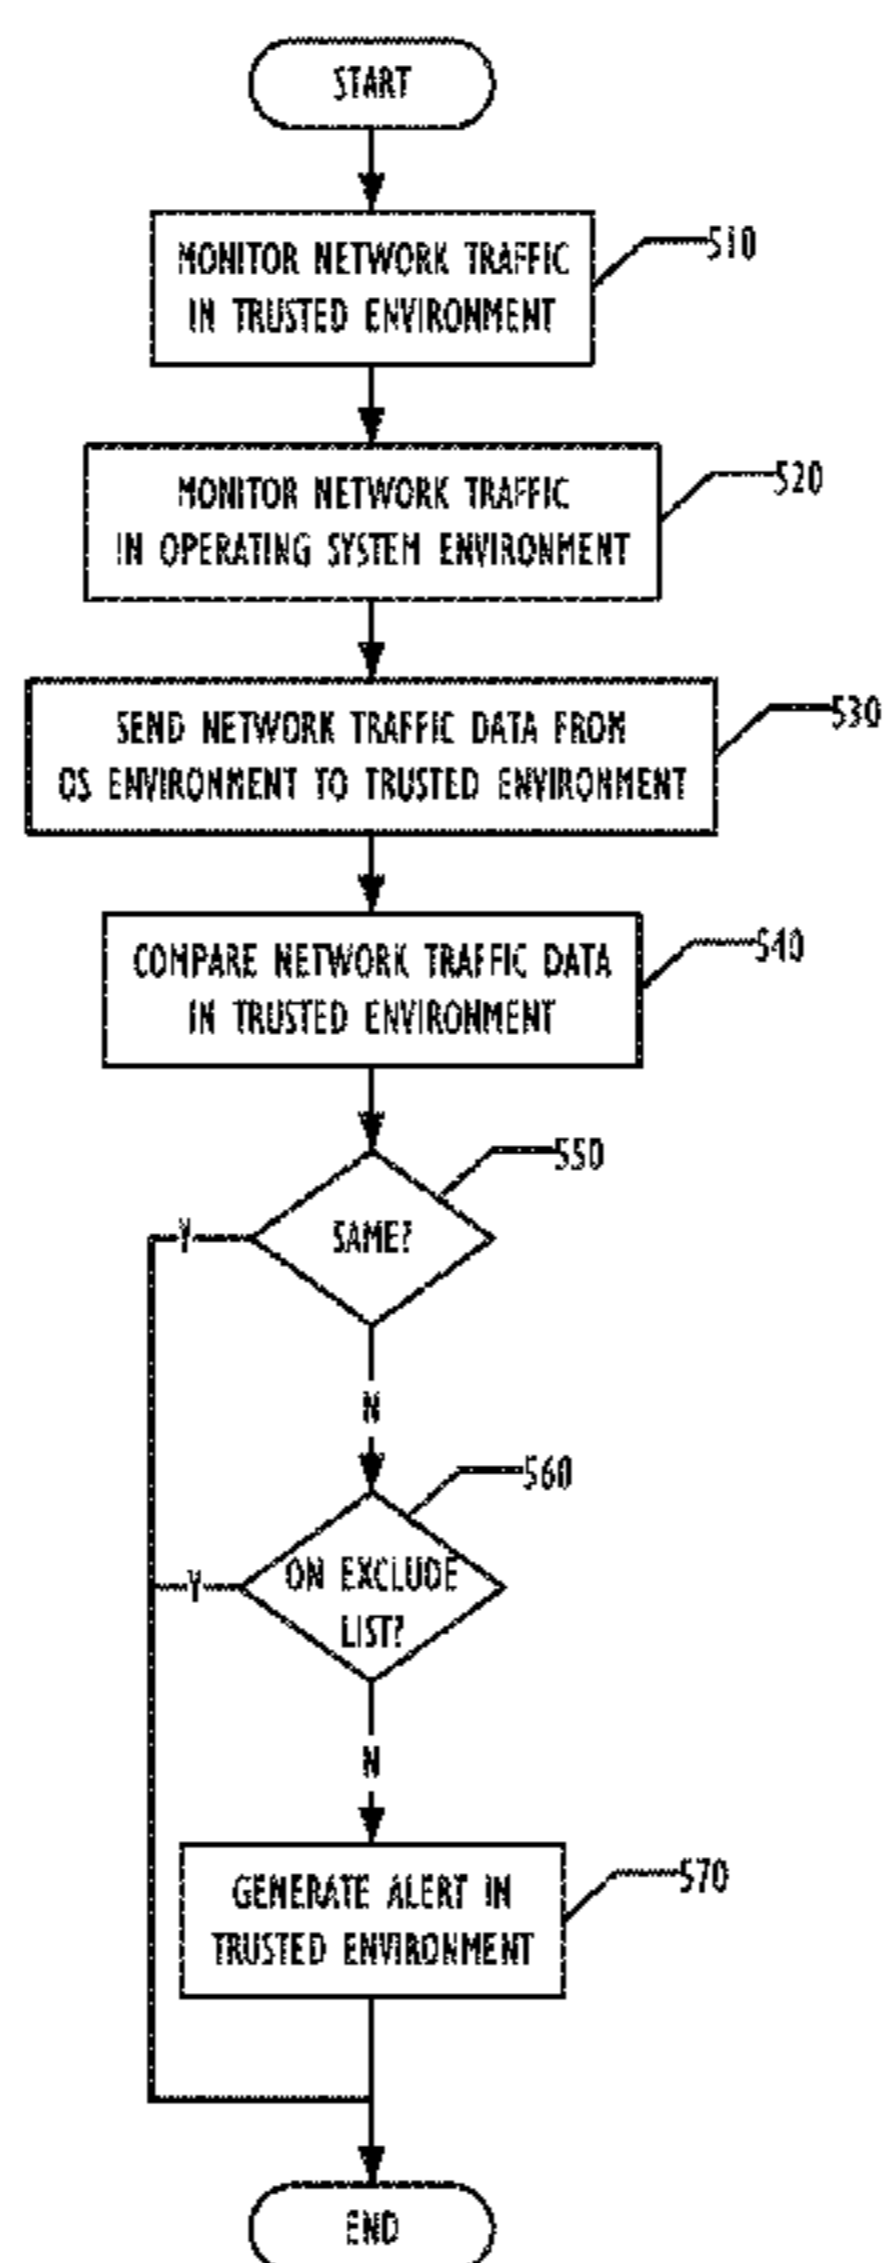 START
MONITOR NETWORK TRAFFIC
IN TRUSTED ENVIRONMENT
510
MONITOR NETWORK TRAFFIC
IN OPERATING SYSTEM ENVIRONMENT
520
SEND NETWORK TRAFFIC DATA FROM
OS ENVIRONMENT TO TRUSTED ENVIRONMENT
530
COMPARE NETWORK TRAFFIC DATA
IN TRUSTED ENVIRONMENT
540
550
SAME?
Y
N
560
ON EXCLUDE
LIST?
Y
N
GENERATE ALERT IN
TRUSTED ENVIRONMENT
570
END